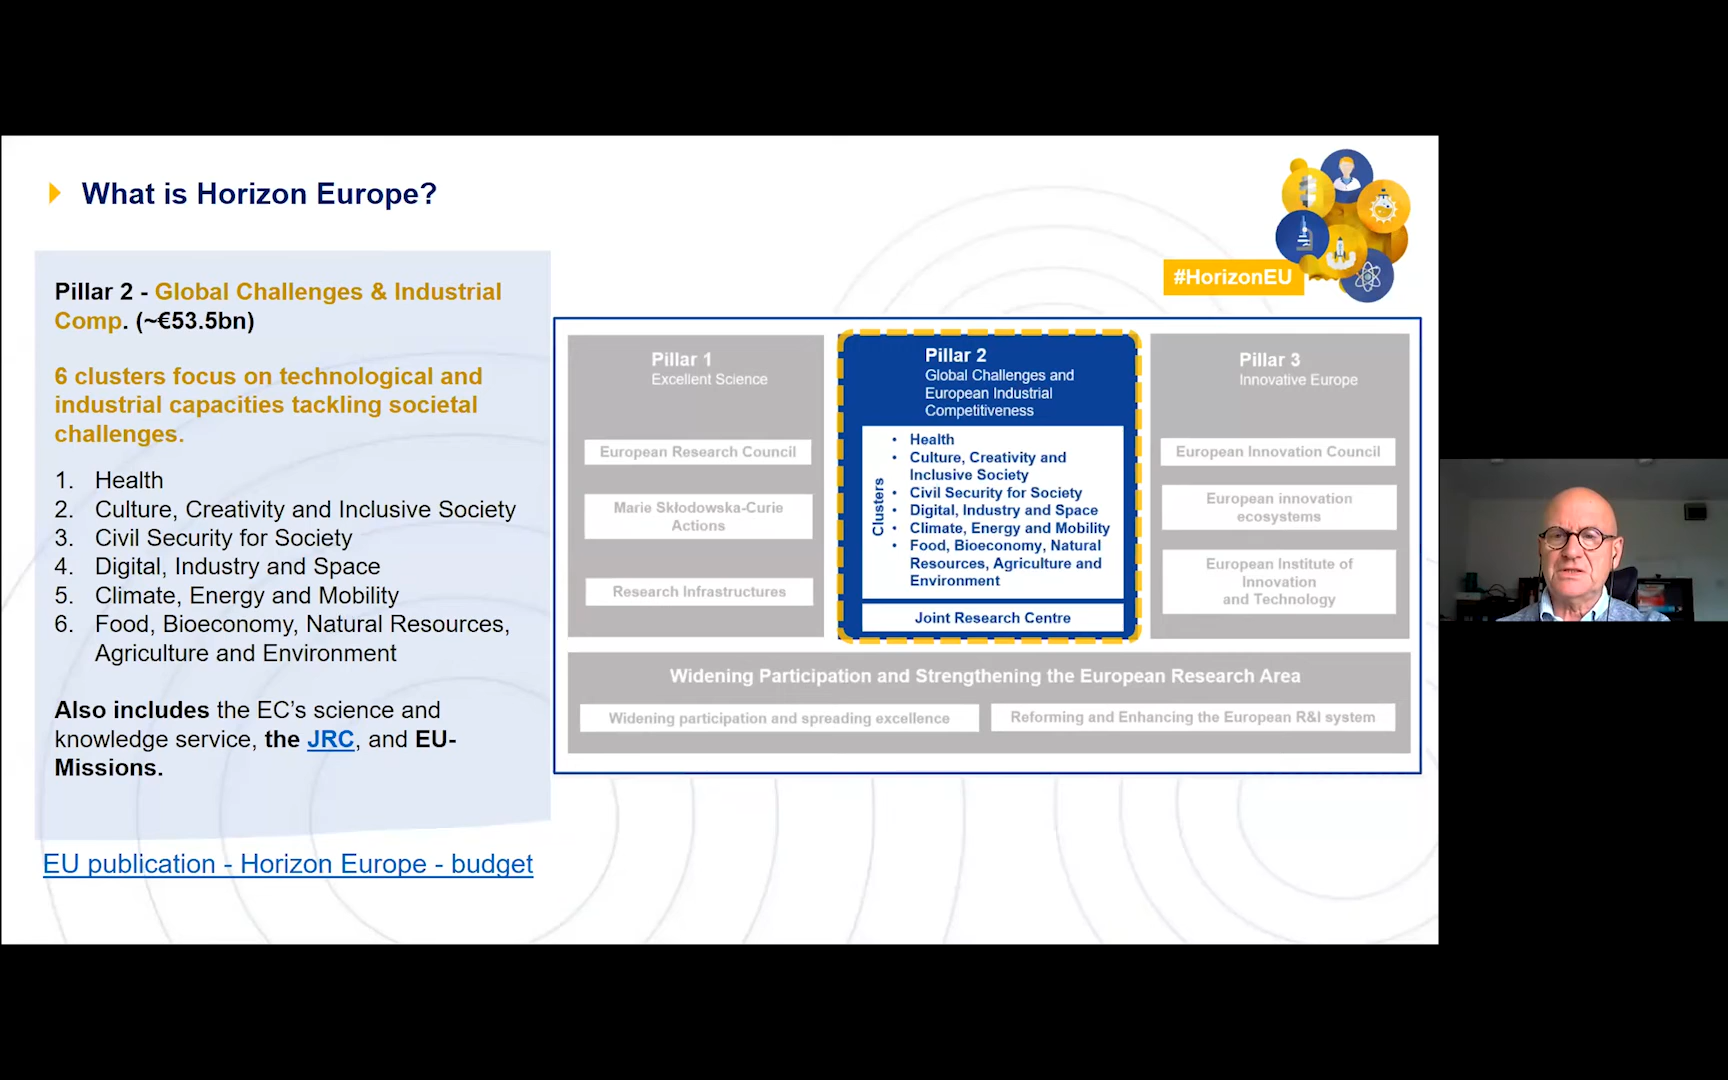 What is Horizon Europe?
#HorizonEU
Pillar 2 - Global Challenges & Industrial
Comp. (~€53.5bn)
6 clusters focus on technological and
industrial capacities tackling societal
challenges.
1. Health
2. Culture, Creativity and Inclusive Society
3. Civil Security for Society
4. Digital, Industry and Space
5. Climate, Energy and Mobility
6. Food, Bioeconomy, Natural Resources,
Agriculture and Environment
Also includes the EC's science and
knowledge service, the JRC, and EU-
Missions.
EU publication - Horizon Europe - budget
Pillar 1
Excellent Science
European Research Council
Marie Skłodowska-Curie
Actions
Research Infrastructures
Pillar 2
Global Challenges and
European Industrial
Competitiveness
Clusters
• Health
• Culture, Creativity and
Inclusive Society
• Civil Security for Society
• Digital, Industry and Space
• Climate, Energy and Mobility
• Food, Bioeconomy, Natural
Resources, Agriculture and
Environment
Joint Research Centre
Pillar 3
Innovative Europe
European Innovation Council
European innovation
ecosystems
European Institute of
Innovation
and Technology
Widening Participation and Strengthening the European Research Area
Widening participation and spreading excellence
Reforming and Enhancing the European R&I system